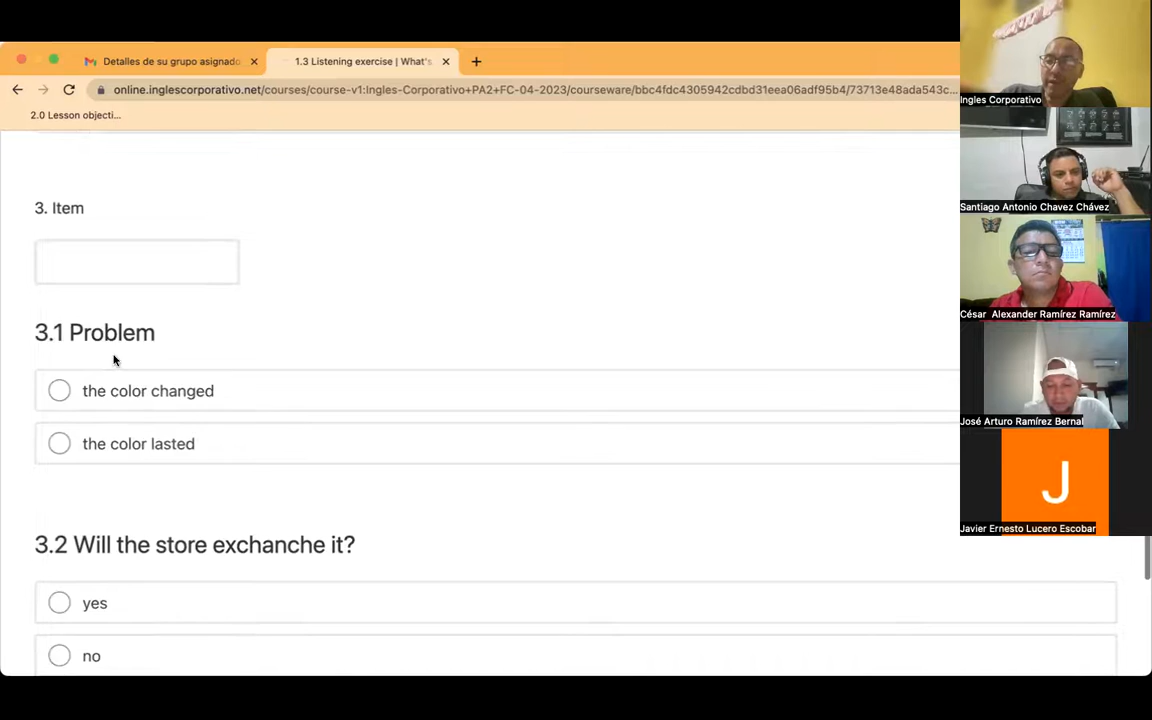 Detalles de su grupo asignado
1.3 Listening exercise | What's
online.inglescorporativo.net/courses/course-v1:Ingles-Corporativo+PA2+FC-04-2023/courseware/bbc4fdc4305942cdbd31eea06adf95b4/73713e48ada543c...
2.0 Lesson objecti...
3. Item
3.1 Problem
the color changed
the color lasted
3.2 Will the store exchanche it?
yes
no
Ingles Corporativo
Santiago Antonio Chavez Chávez
César Alexander Ramírez Ramírez
José Arturo Ramírez Bernal
J
Javier Ernesto Lucero Escobar